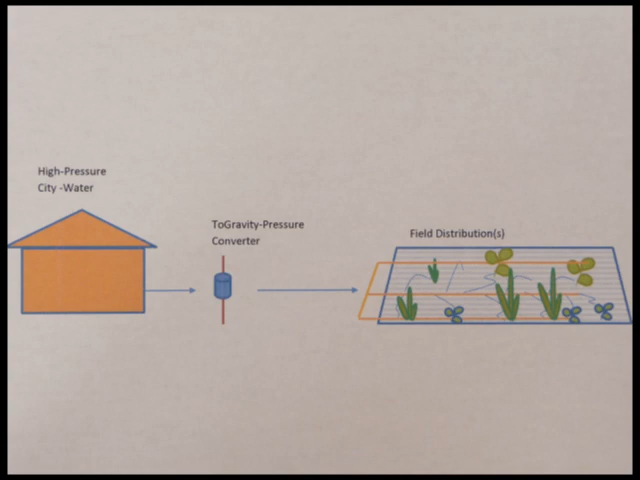 High-Pressure
City -Water
ToGravity-Pressure
Converter
Field Distribution(s)